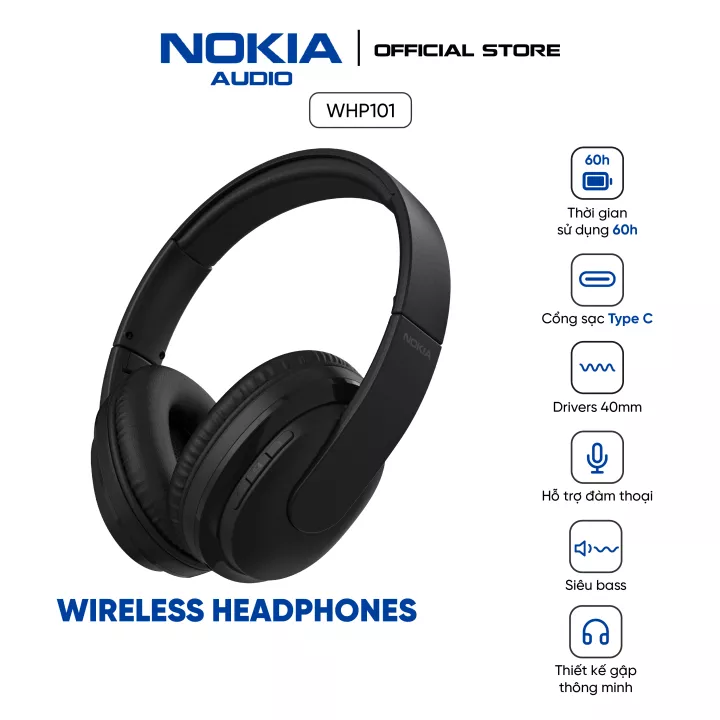 NOKIA
AUDIO
OFFICIAL STORE
WHP101
NOKIA
60h
Thời gian
sử dụng 60h
Cổng sạc Type C
Drivers 40mm
Hỗ trợ đàm thoại
Siêu bass
Thiết kế gập
thông minh
WIRELESS HEADPHONES